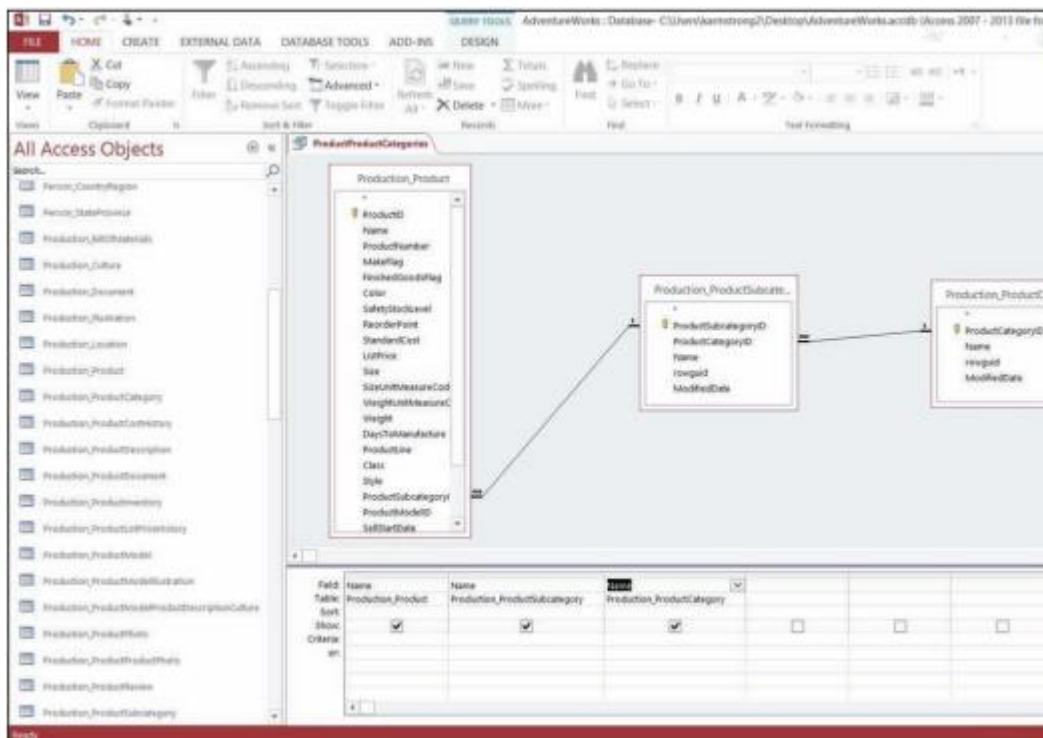 QUERY TOOLS AdventureWorks : Database- C:\Users\karmstrong2\Desktop\AdventureWorks.accdb (Access 2007 - 2013 file fo
FILE HOME CREATE EXTERNAL DATA DATABASE TOOLS ADD-INS DESIGN
View
Paste
Cut
Copy
Format Painter
Filter
Ascending
Descending
Remove Sort
Selection
Advanced
Toggle Filter
Refresh All
New
Save
Delete
Totals
Spelling
More
Find
Replace
Go To
Select
B I U A
Views Clipboard Sort & Filter Records Find Text Formatting
All Access Objects
Search...
Person_CountryRegion
Person_StateProvince
Production_BillOfMaterials
Production_Culture
Production_Document
Production_Illustration
Production_Location
Production_Product
Production_ProductCategory
Production_ProductCostHistory
Production_ProductDescription
Production_ProductDocument
Production_ProductInventory
Production_ProductListPriceHistory
Production_ProductModel
Production_ProductModelIllustration
Production_ProductModelProductDescriptionCulture
Production_ProductPhoto
Production_ProductProductPhoto
Production_ProductReview
Production_ProductSubcategory
ProductProductCategories
Production_Product
*
ProductID
Name
ProductNumber
MakeFlag
FinishedGoodsFlag
Color
SafetyStockLevel
ReorderPoint
StandardCost
ListPrice
Size
SizeUnitMeasureCod
WeightUnitMeasureC
Weight
DaysToManufacture
ProductLine
Class
Style
ProductSubcategoryI
ProductModelID
SellStartDate
Production_ProductSubcate...
*
ProductSubcategoryID
ProductCategoryID
Name
rowguid
ModifiedDate
Production_ProductC
*
ProductCategoryID
Name
rowguid
ModifiedDate
Field: Name Name Name
Table: Production_Product Production_ProductSubcategory Production_ProductCategory
Sort:
Show:
Criteria:
or:
Ready